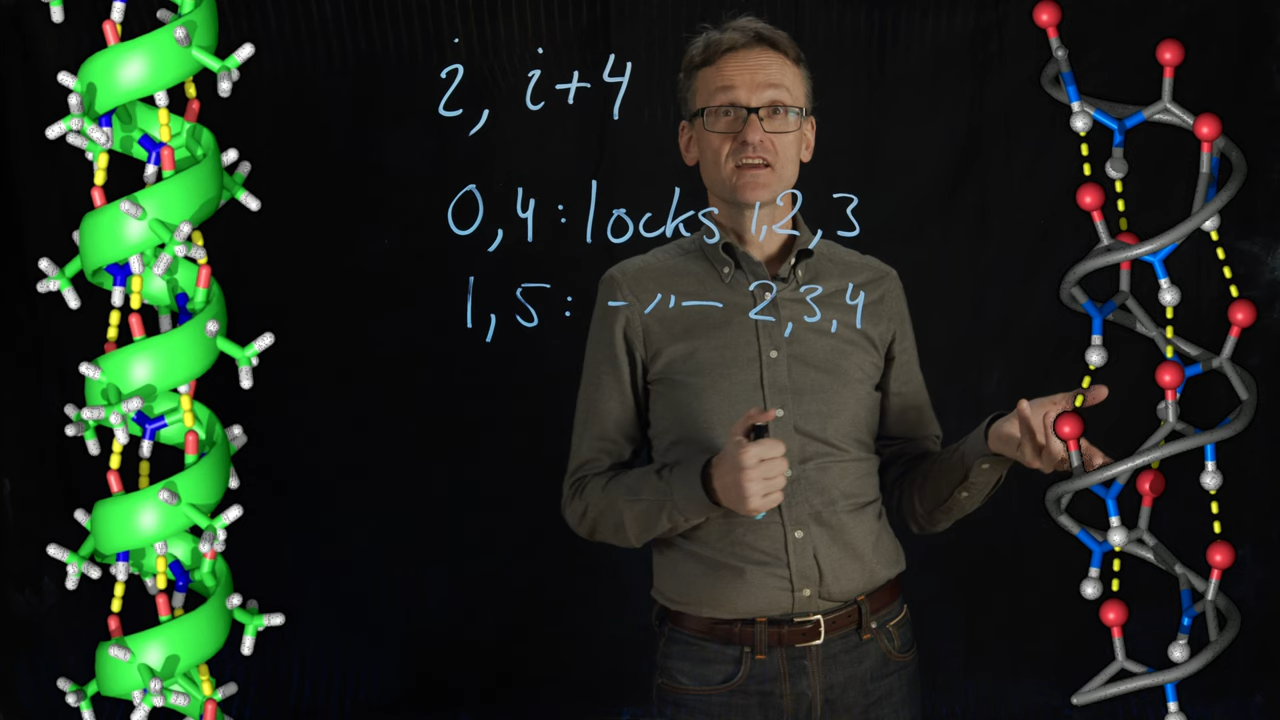 i, i+4
0,4: locks 1,2,3
1,5: -〃- 2,3,4